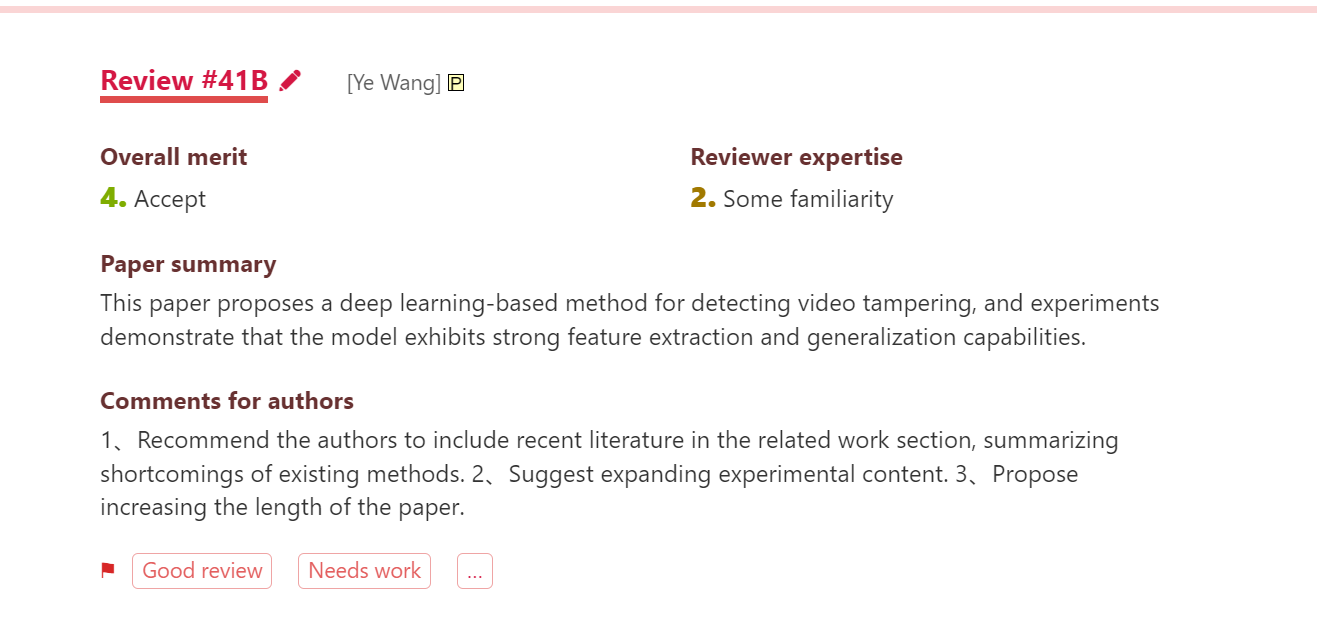 Review #41B [Ye Wang] P
Overall merit Reviewer expertise
4. Accept 2. Some familiarity
Paper summary
This paper proposes a deep learning-based method for detecting video tampering, and experiments
demonstrate that the model exhibits strong feature extraction and generalization capabilities.
Comments for authors
1、Recommend the authors to include recent literature in the related work section, summarizing
shortcomings of existing methods. 2、Suggest expanding experimental content. 3、Propose
increasing the length of the paper.
Good review Needs work ...